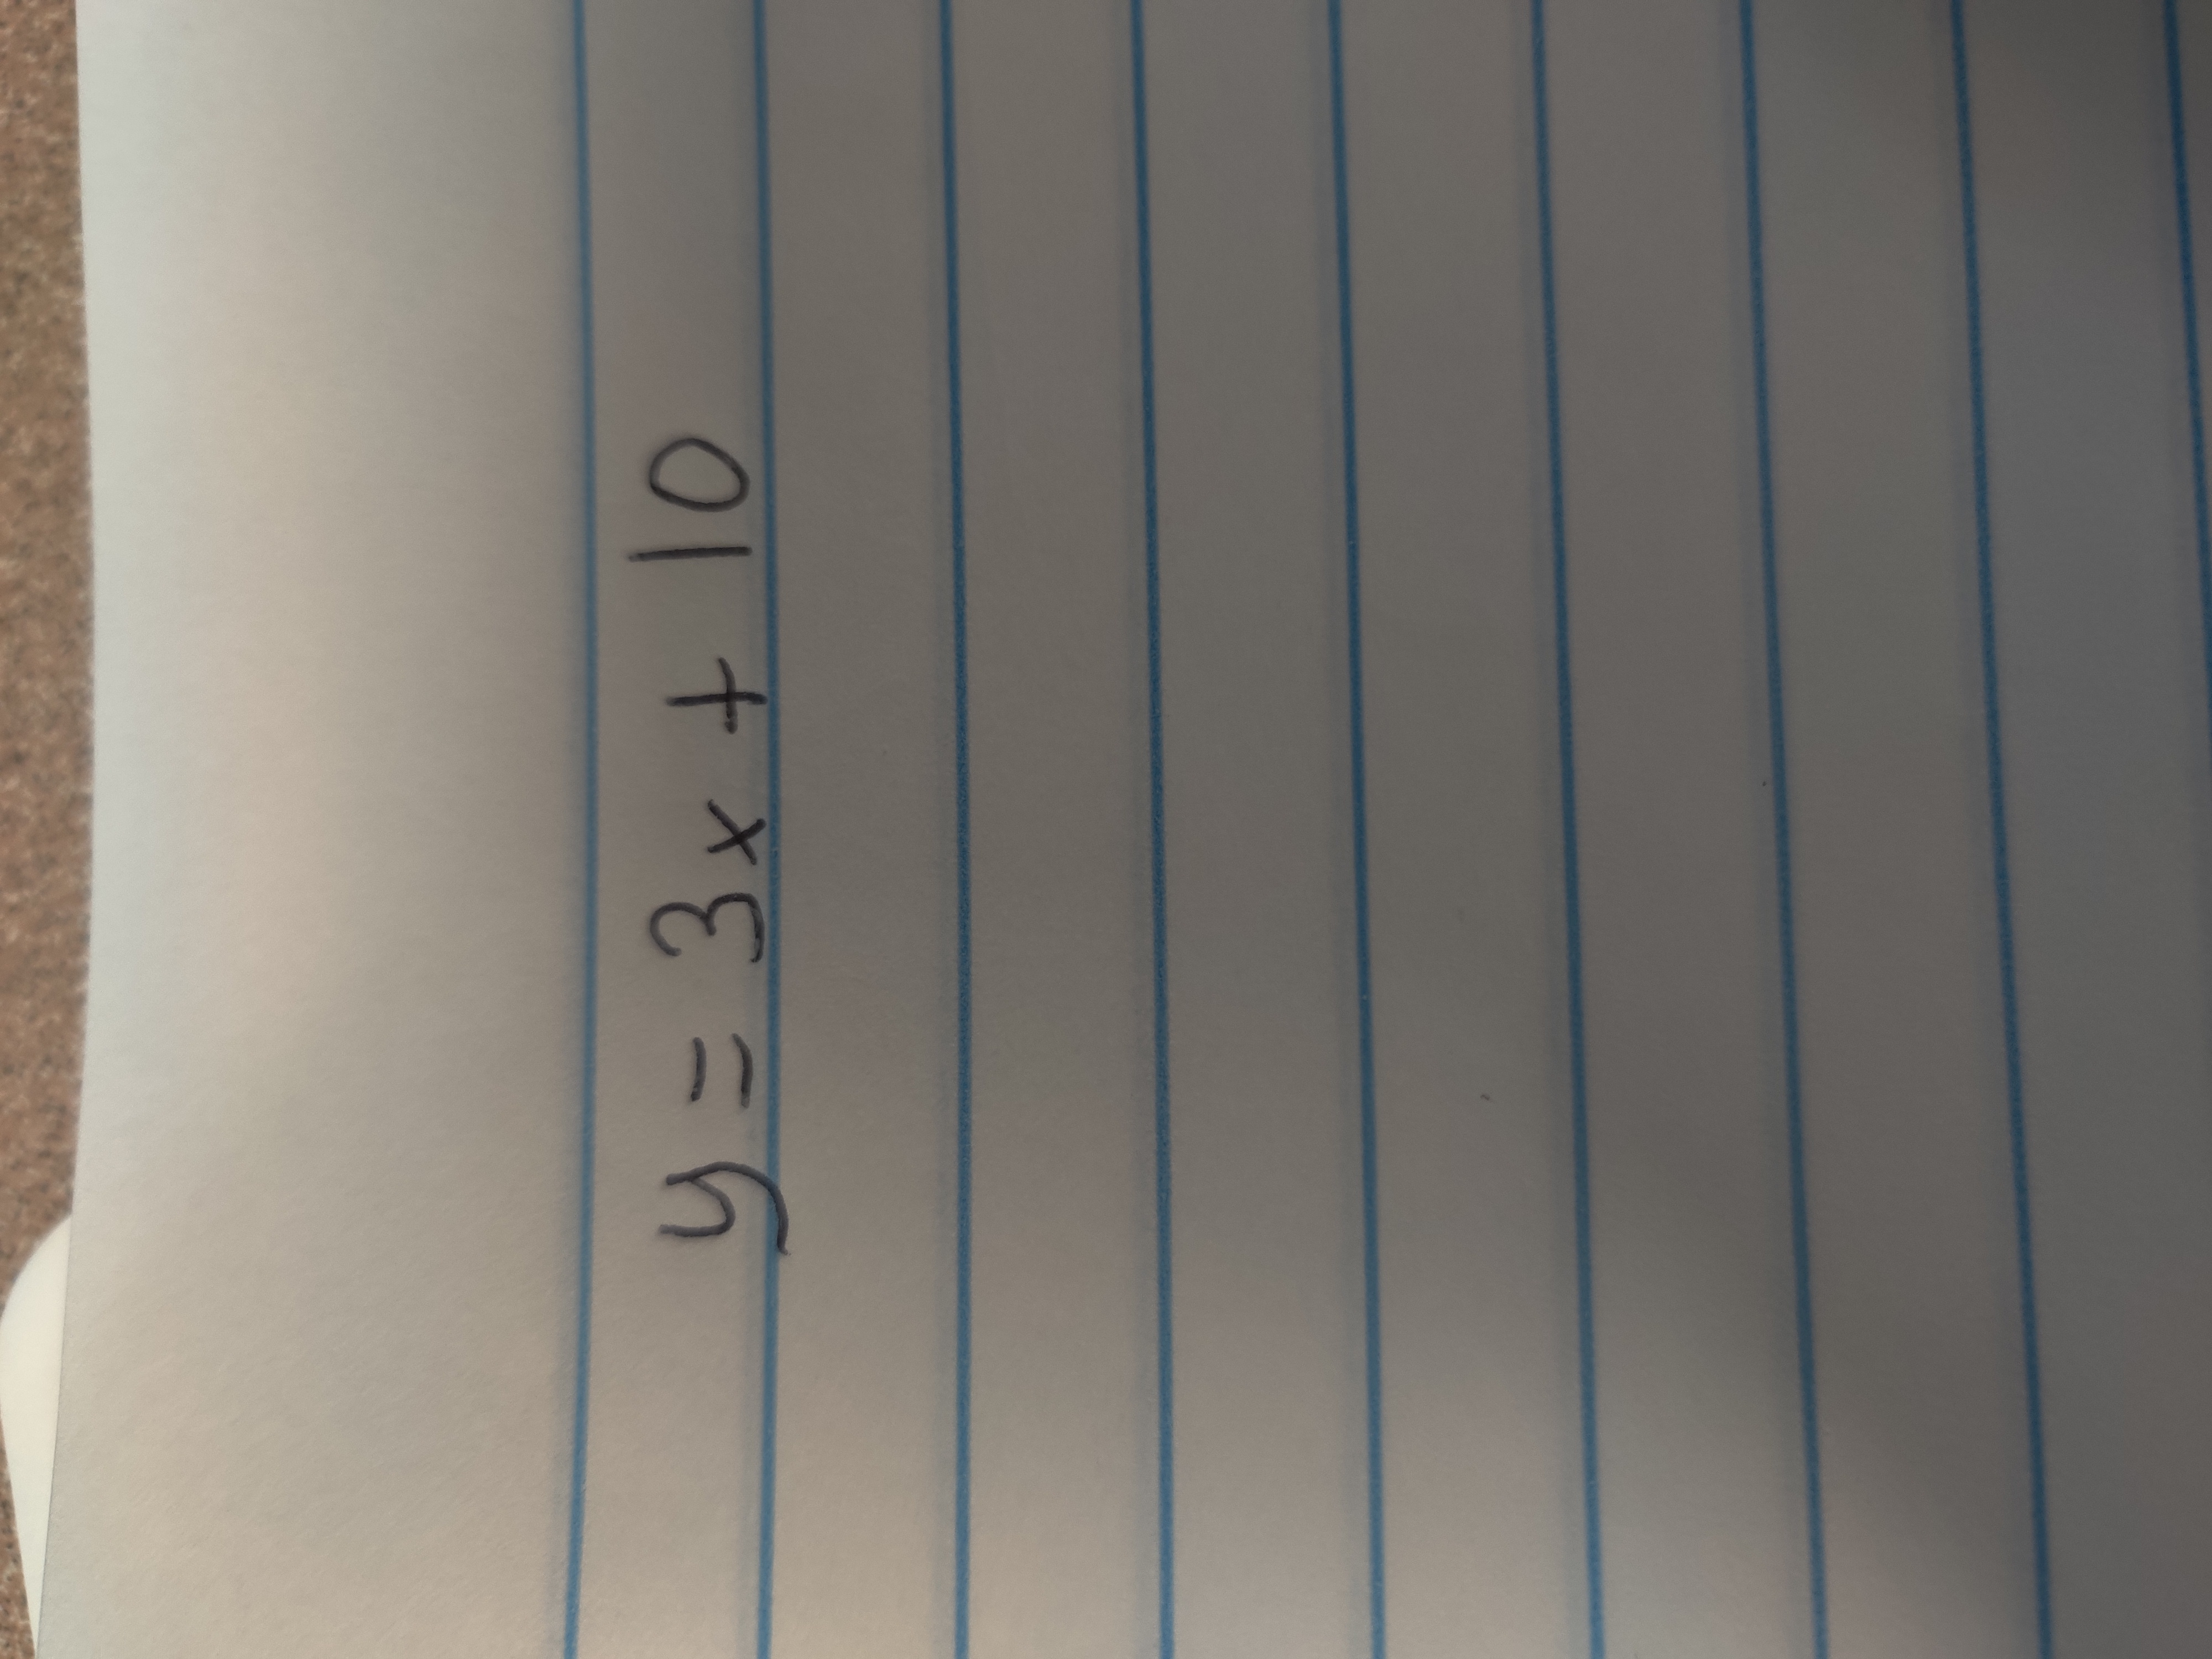 y = 3x + 10